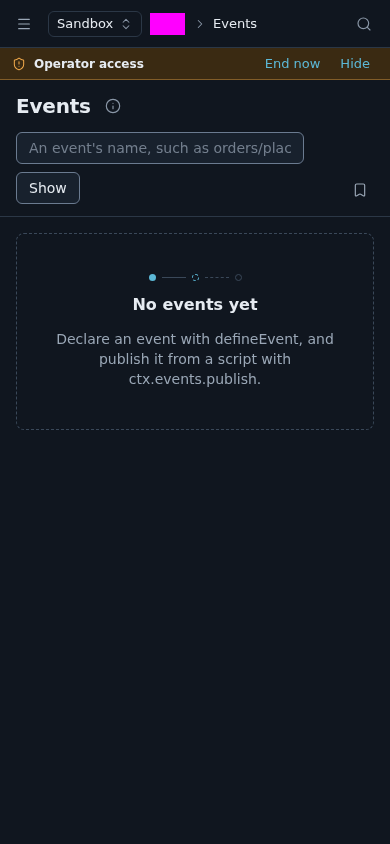 Sandbox
Events
Operator access
End now
Hide
Events
An event's name, such as orders/plac
Show
No events yet
Declare an event with defineEvent, and
publish it from a script with
ctx.events.publish.